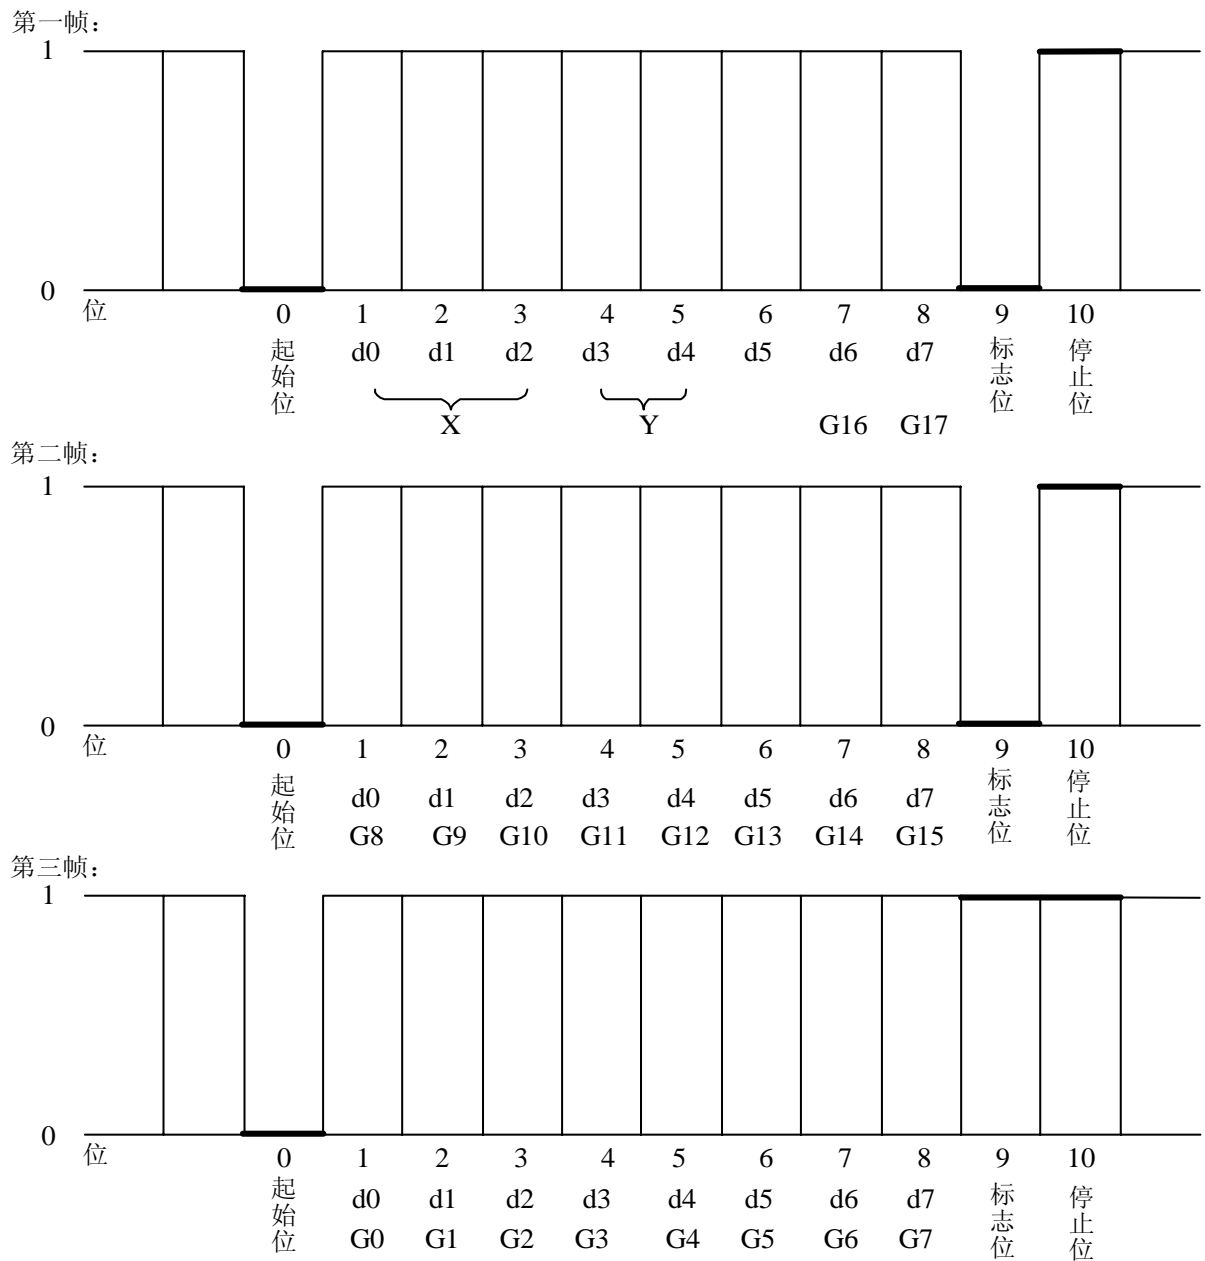 第一帧：
1
0
位 0 1 2 3 4 5 6 7 8 9 10
起始位 d0 d1 d2 d3 d4 d5 d6 d7 标志位 停止位
X Y G16 G17
第二帧：
1
0
位 0 1 2 3 4 5 6 7 8 9 10
起始位 d0 d1 d2 d3 d4 d5 d6 d7 标志位 停止位
G8 G9 G10 G11 G12 G13 G14 G15
第三帧：
1
0
位 0 1 2 3 4 5 6 7 8 9 10
起始位 d0 d1 d2 d3 d4 d5 d6 d7 标志位 停止位
G0 G1 G2 G3 G4 G5 G6 G7